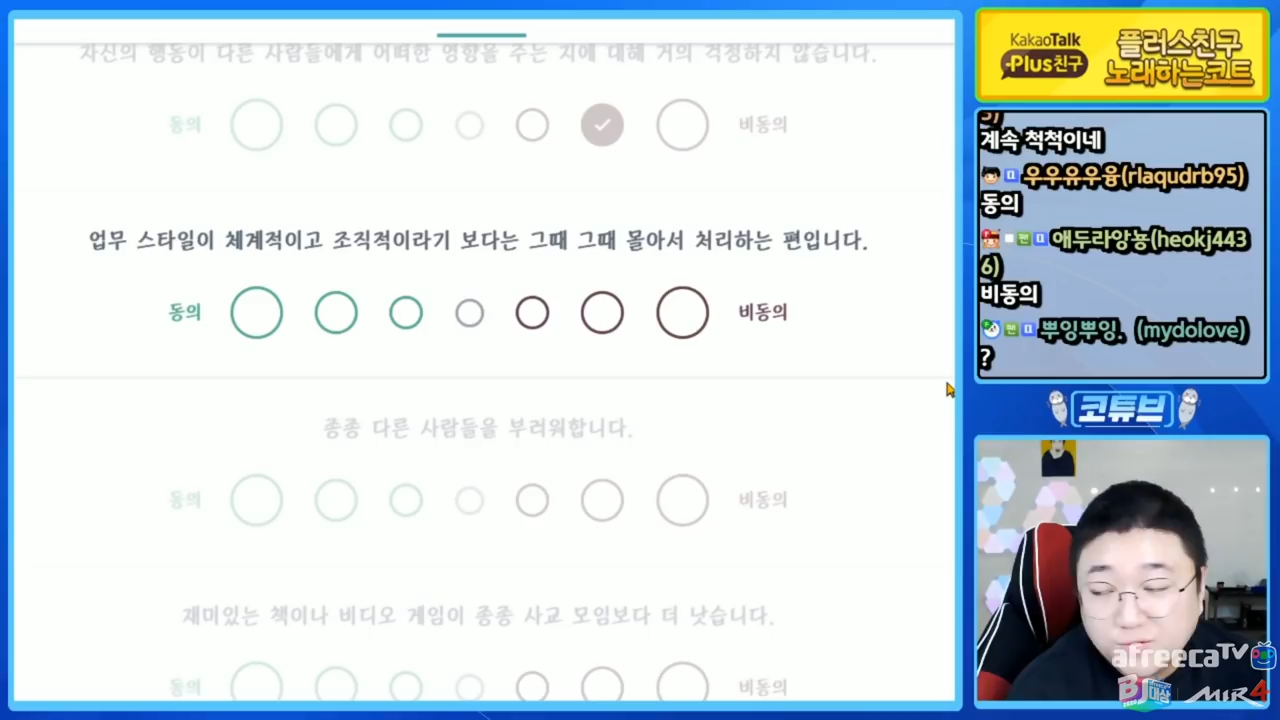 자신의 행동이 다른 사람들에게 어떠한 영향을 주는 지에 대해 거의 걱정하지 않습니다.
동의 비동의
업무 스타일이 체계적이고 조직적이라기 보다는 그때 그때 몰아서 처리하는 편입니다.
동의 비동의
종종 다른 사람들을 부러워합니다.
동의 비동의
재미있는 책이나 비디오 게임이 종종 사교 모임보다 더 낫습니다.
동의 비동의
KakaoTalk
Plus친구
플러스친구
노래하는코트
계속 척척이네
우우유우융(rlaqudrb95)
동의
팬 애두라앙뇽(heokj443
6)
비동의
팬 뿌잉뿌잉. (mydolove)
?
코튜브
afreecaTV
BJ대상 MIR4